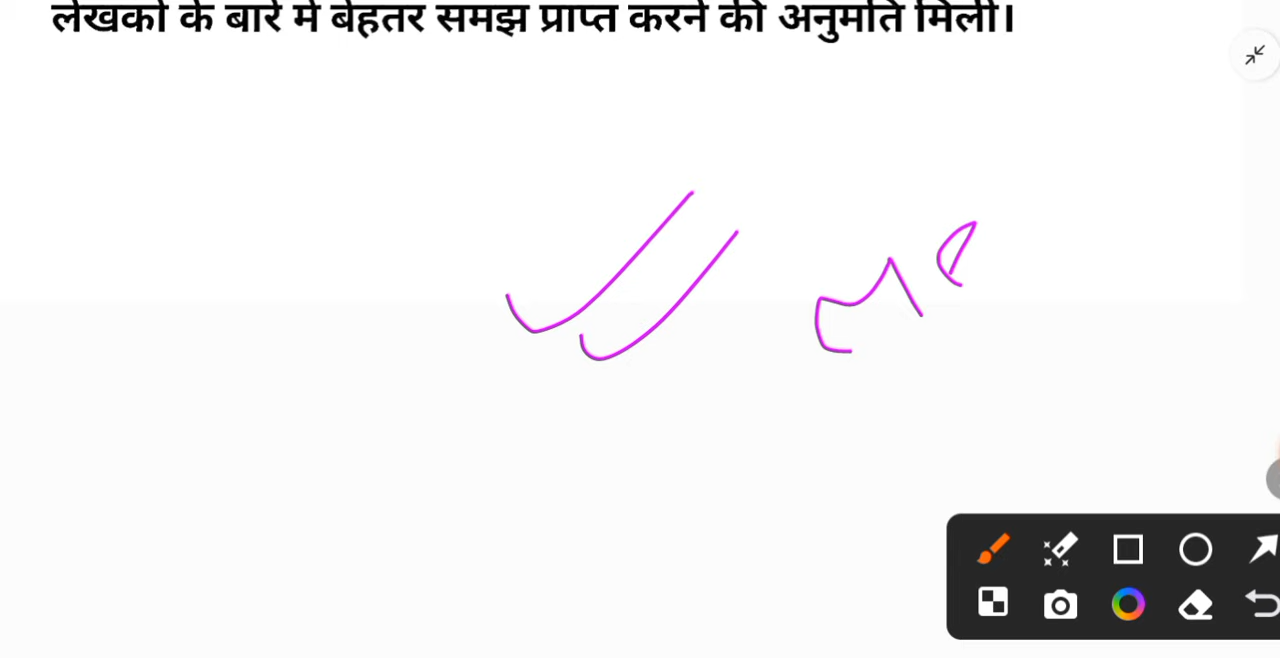 लेखकों के बारे में बेहतर समझ प्राप्त करने की अनुमति मिली।